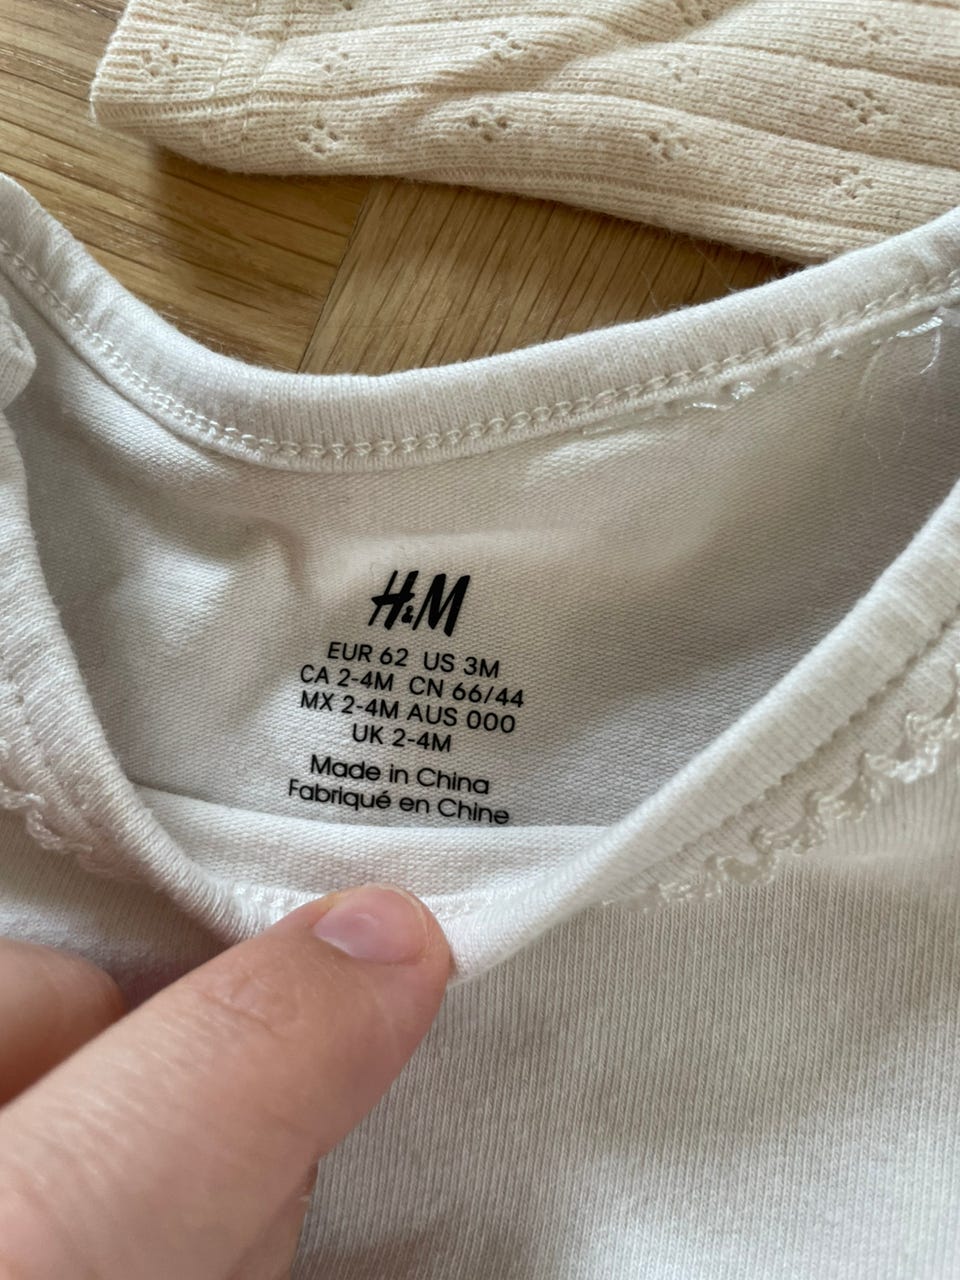 H&M
EUR 62 US 3M
CA 2-4M CN 66/44
MX 2-4M AUS 000
UK 2-4M
Made in China
Fabriqué en Chine